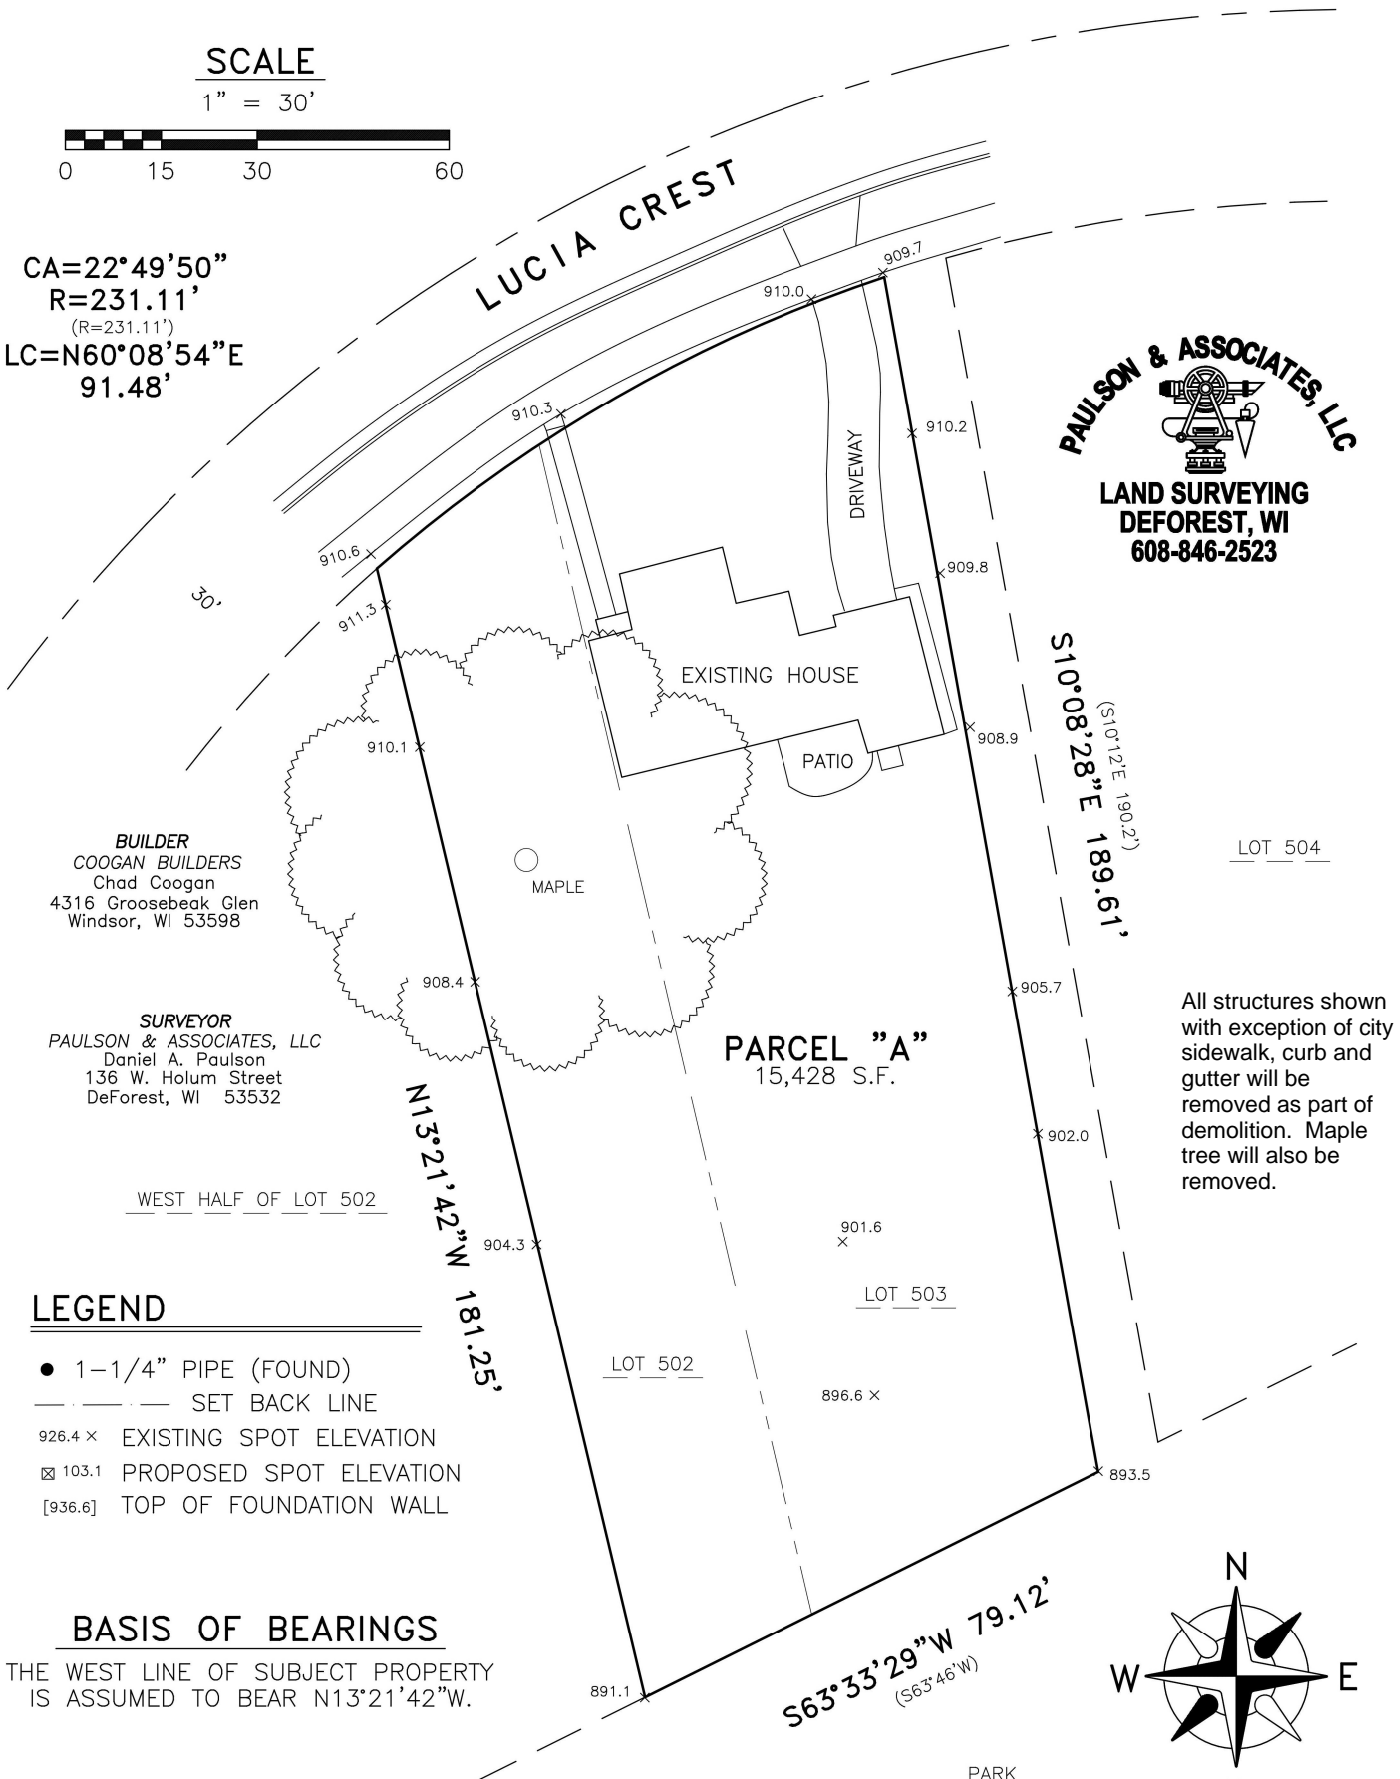 SCALE
1" = 30'
0 15 30 60
LUCIA CREST
CA=22°49'50"
R=231.11'
(R=231.11')
LC=N60°08'54"E
91.48'
909.7
910.0
910.3
910.2
DRIVEWAY
PAULSON & ASSOCIATES, LLC
LAND SURVEYING
DEFOREST, WI
608-846-2523
910.6
909.8
30'
911.3
EXISTING HOUSE
S10°08'28"E 189.61'
(S10°12'E 190.2')
910.1
908.9
PATIO
BUILDER
COOGAN BUILDERS
Chad Coogan
4316 Groosebeak Glen
Windsor, WI 53598
LOT 504
MAPLE
908.4
905.7
SURVEYOR
PAULSON & ASSOCIATES, LLC
Daniel A. Paulson
136 W. Holum Street
DeForest, WI 53532
PARCEL "A"
15,428 S.F.
All structures shown
with exception of city
sidewalk, curb and
gutter will be
removed as part of
demolition. Maple
tree will also be
removed.
N13°21'42"W 181.25'
902.0
WEST HALF OF LOT 502
904.3
901.6
LOT 503
LEGEND
1-1/4" PIPE (FOUND)
SET BACK LINE
926.4 × EXISTING SPOT ELEVATION
103.1 PROPOSED SPOT ELEVATION
[936.6] TOP OF FOUNDATION WALL
LOT 502
896.6
893.5
BASIS OF BEARINGS
THE WEST LINE OF SUBJECT PROPERTY
IS ASSUMED TO BEAR N13°21'42"W.
891.1
S63°33'29"W 79.12'
(S63°46'W)
N
W E
PARK